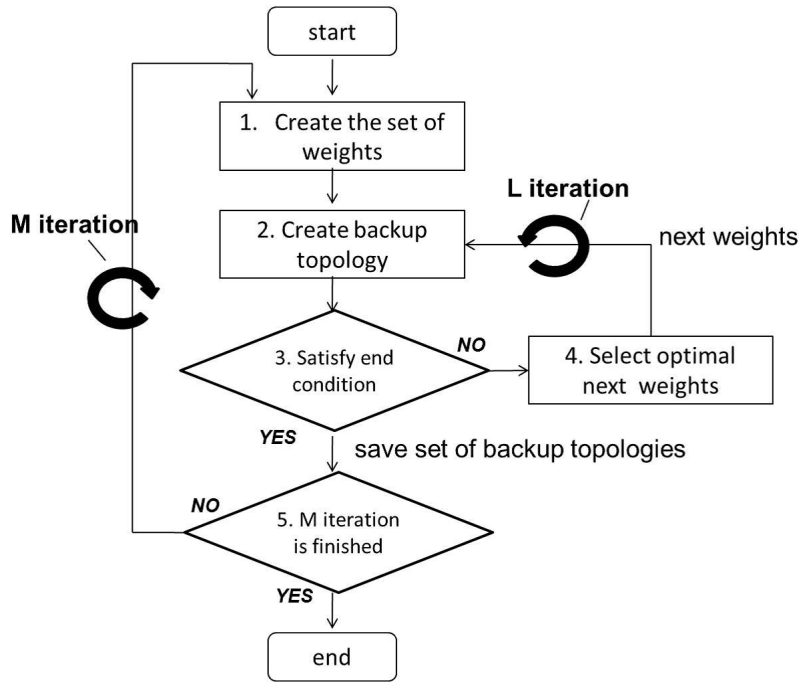 start
1. Create the set of
weights
L iteration
M iteration
2. Create backup
topology
next weights
3. Satisfy end
condition
NO
4. Select optimal
next weights
YES
save set of backup topologies
NO
5. M iteration
is finished
YES
end